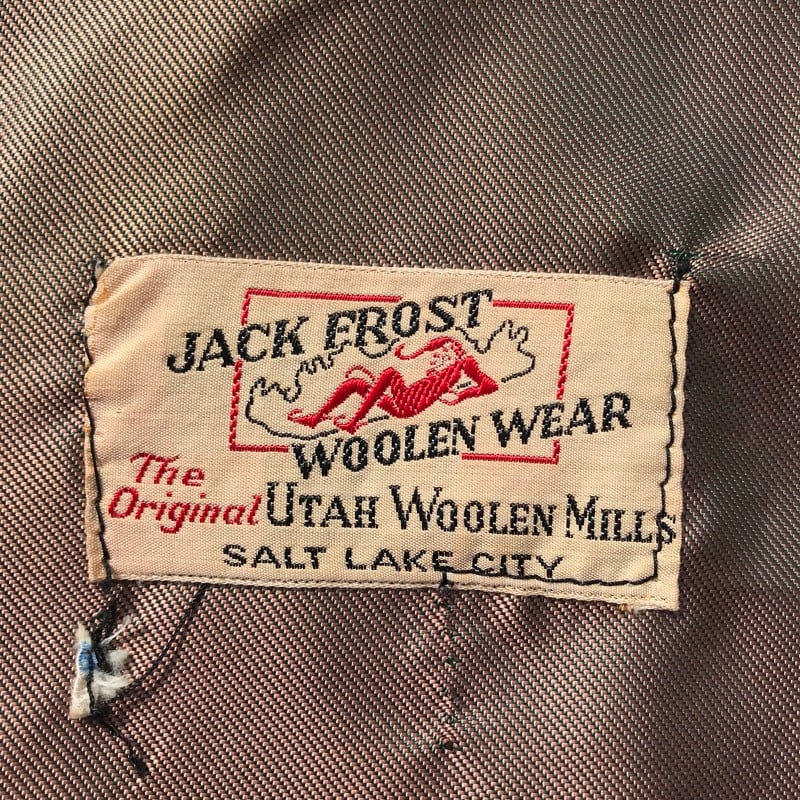 JACK FROST
WOOLEN WEAR
The
Original UTAH WOOLEN MILLS
SALT LAKE CITY